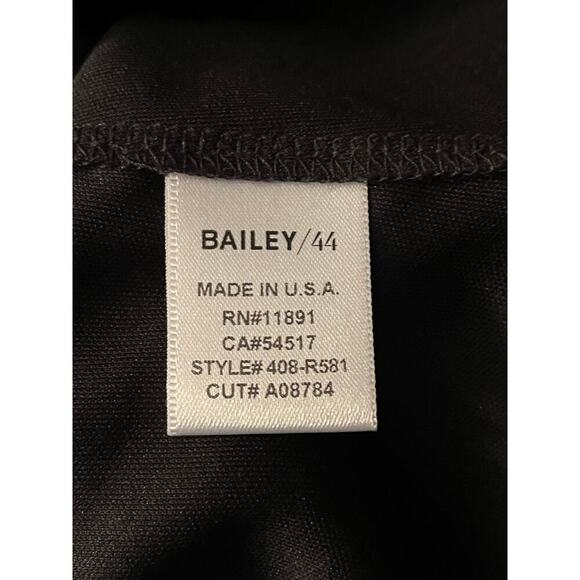 BAILEY/44
MADE IN U.S.A.
RN#11891
CA#54517
STYLE# 408-R581
CUT# A08784